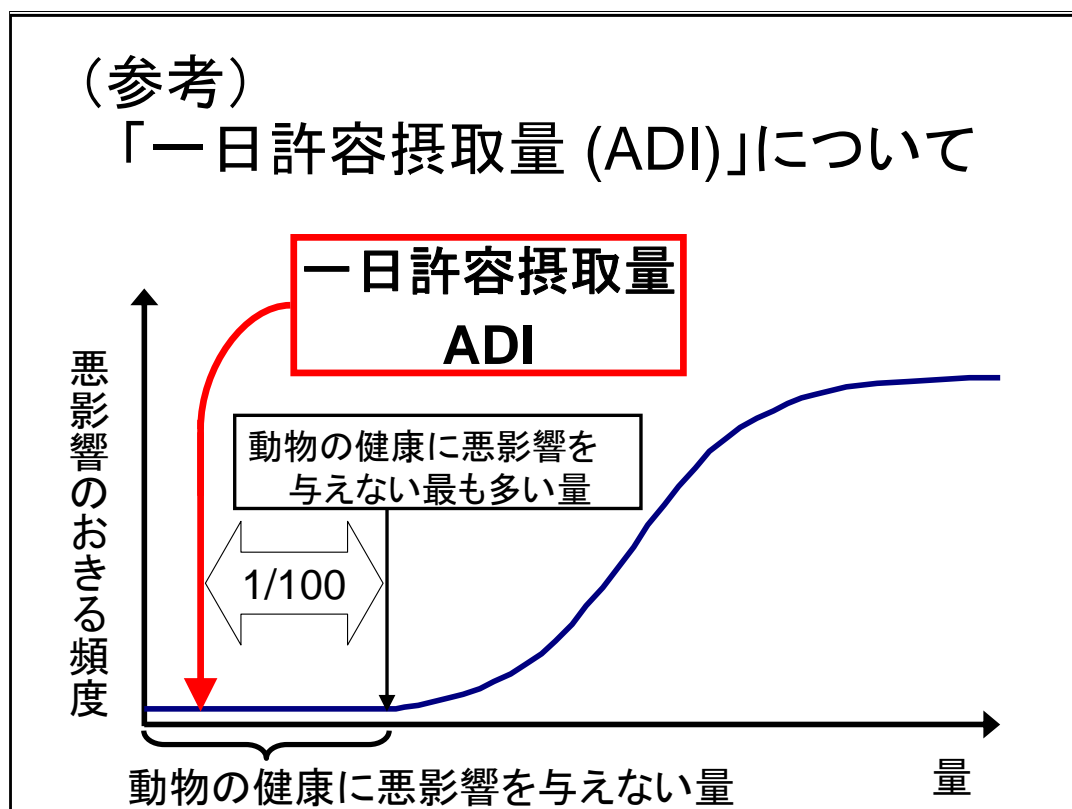 （参考）
「一日許容摂取量 (ADI)」について
一日許容摂取量
ADI
悪影響のおきる頻度
動物の健康に悪影響を
与えない最も多い量
1/100
動物の健康に悪影響を与えない量
量